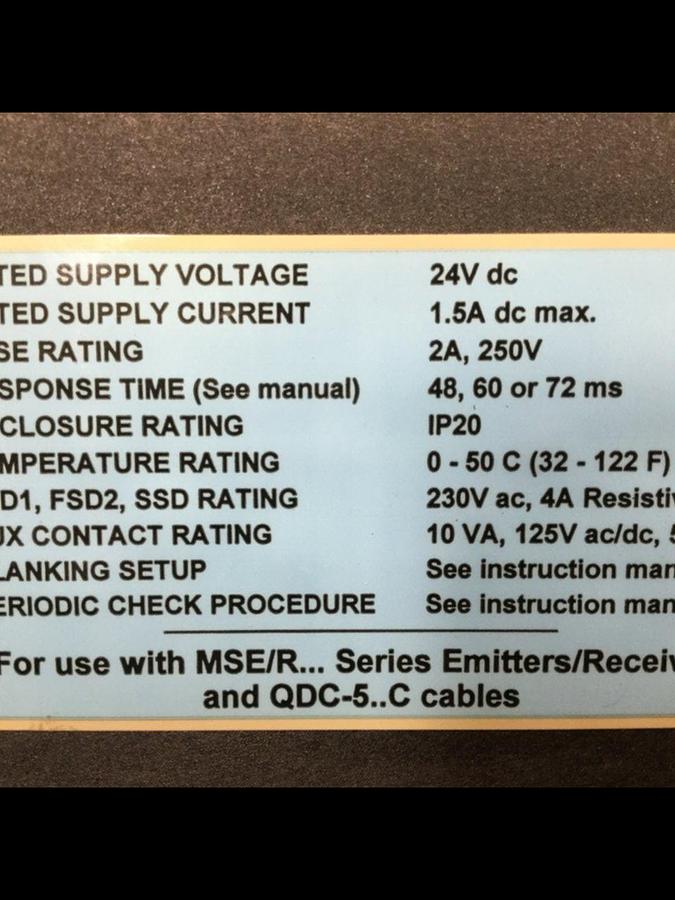 TED SUPPLY VOLTAGE 24V dc
TED SUPPLY CURRENT 1.5A dc max.
SE RATING 2A, 250V
SPONSE TIME (See manual) 48, 60 or 72 ms
CLOSURE RATING IP20
MPERATURE RATING 0 - 50 C (32 - 122 F)
D1, FSD2, SSD RATING 230V ac, 4A Resistiv
UX CONTACT RATING 10 VA, 125V ac/dc, 5
LANKING SETUP See instruction man
ERIODIC CHECK PROCEDURE See instruction man
For use with MSE/R... Series Emitters/Receiv
and QDC-5..C cables